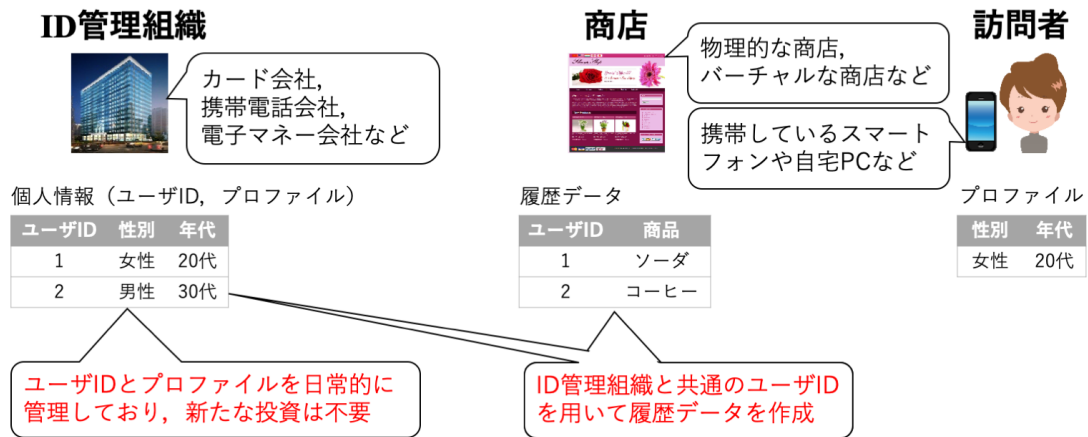 ID管理組織
商店
訪問者
カード会社,
携帯電話会社,
電子マネー会社など
物理的な商店,
バーチャルな商店など
携帯しているスマート
フォンや自宅PCなど
個人情報（ユーザID, プロファイル）
ユーザID 性別 年代
1 女性 20代
2 男性 30代
履歴データ
ユーザID 商品
1 ソーダ
2 コーヒー
プロファイル
性別 年代
女性 20代
ユーザIDとプロファイルを日常的に
管理しており, 新たな投資は不要
ID管理組織と共通のユーザID
を用いて履歴データを作成